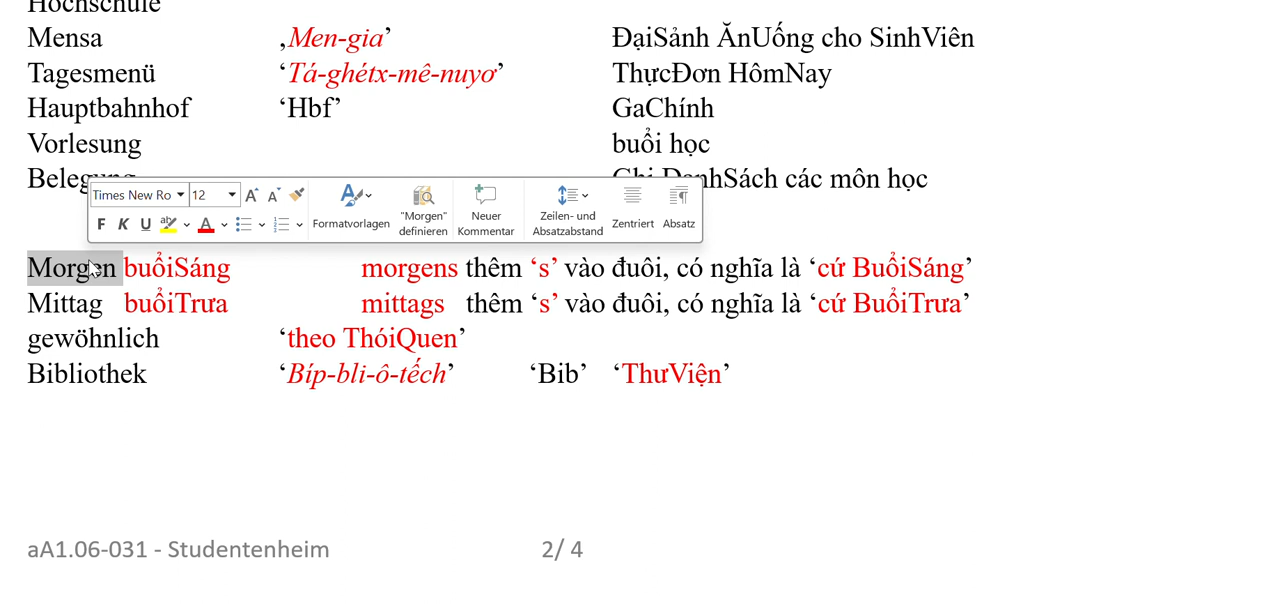 Hochschule
Mensa ‚Men-gia’ ĐạiSảnh ĂnUống cho SinhViên
Tagesmenü ‘Tá-ghétx-mê-nuyơ’ ThựcĐơn HômNay
Hauptbahnhof ‘Hbf’ GaChính
Vorlesung buổi học
Belegung Ghi DanhSách các môn học
Times New Ro 12
F K U
Formatvorlagen
"Morgen" definieren
Neuer Kommentar
Zeilen- und Absatzabstand
Zentriert
Absatz
Morgen buổiSáng morgens thêm ‘s’ vào đuôi, có nghĩa là ‘cứ BuổiSáng’
Mittag buổiTrưa mittags thêm ‘s’ vào đuôi, có nghĩa là ‘cứ BuổiTrưa’
gewöhnlich ‘theo ThóiQuen’
Bibliothek ‘Bíp-bli-ô-tếch’ ‘Bib’ ‘ThưViện’
aA1.06-031 - Studentenheim 2/ 4